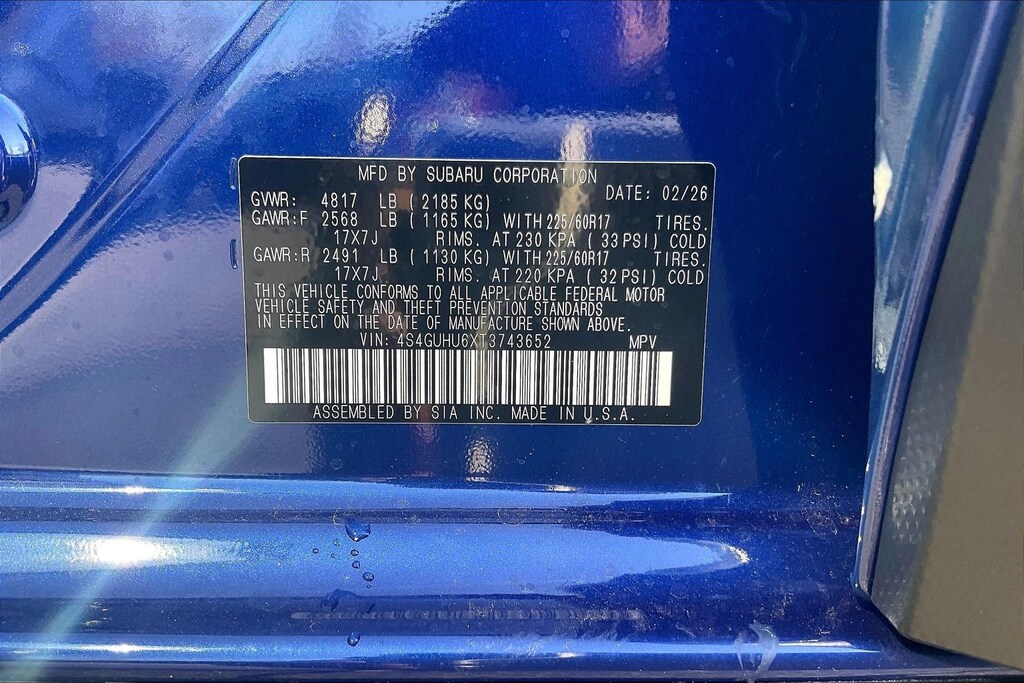 MFD BY SUBARU CORPORATION
GVWR: 4817 LB ( 2185 KG) DATE: 02/26
GAWR:F 2568 LB ( 1165 KG) WITH 225/60R17 TIRES.
17X7J RIMS. AT 230 KPA ( 33 PSI) COLD
GAWR:R 2491 LB ( 1130 KG) WITH 225/60R17 TIRES.
17X7J RIMS. AT 220 KPA ( 32 PSI) COLD
THIS VEHICLE CONFORMS TO ALL APPLICABLE FEDERAL MOTOR
VEHICLE SAFETY AND THEFT PREVENTION STANDARDS
IN EFFECT ON THE DATE OF MANUFACTURE SHOWN ABOVE.
VIN: 4S4GUHU6XT3743652 MPV
ASSEMBLED BY SIA INC. MADE IN U.S.A.